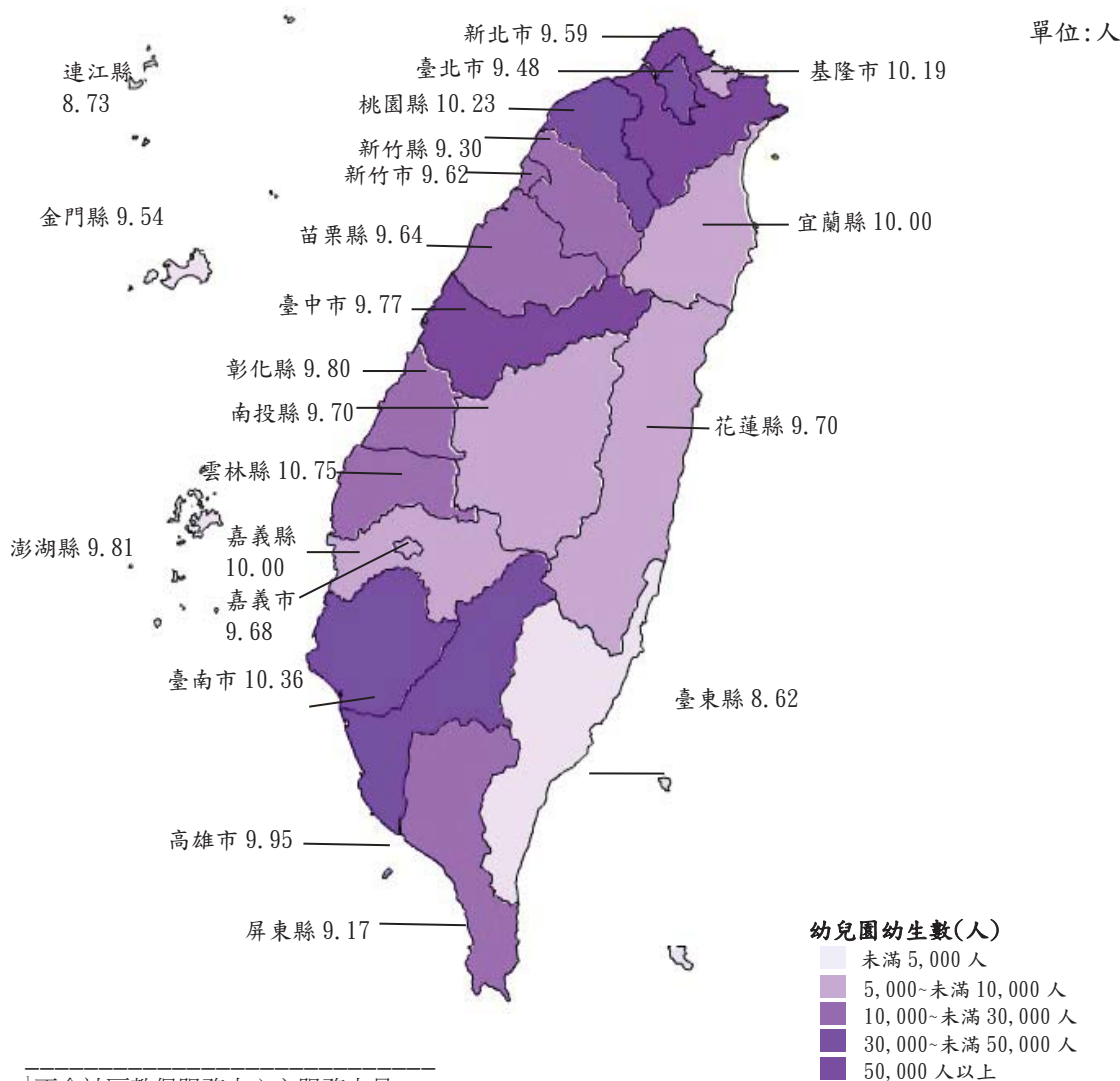 單位:人
新北市 9.59
臺北市 9.48
基隆市 10.19
連江縣
8.73
桃園縣 10.23
新竹縣 9.30
新竹市 9.62
金門縣 9.54
宜蘭縣 10.00
苗栗縣 9.64
臺中市 9.77
彰化縣 9.80
南投縣 9.70
花蓮縣 9.70
雲林縣 10.75
澎湖縣 9.81
嘉義縣
10.00
嘉義市
9.68
臺南市 10.36
臺東縣 8.62
高雄市 9.95
屏東縣 9.17
幼兒園幼生數(人)
未滿 5,000 人
5,000~未滿 10,000 人
10,000~未滿 30,000 人
30,000~未滿 50,000 人
50,000 人以上